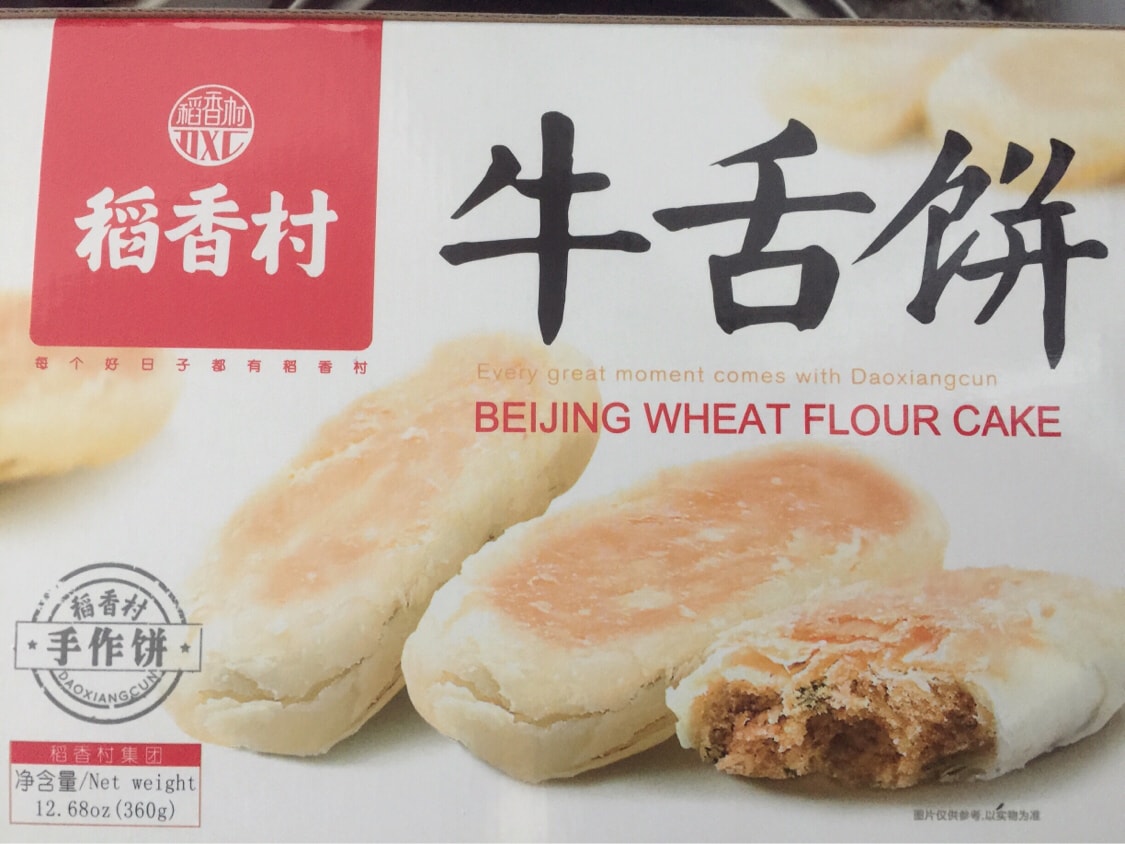 稻香村
DXC
稻香村
每个好日子都有稻香村
牛舌饼
Every great moment comes with Daoxiangcun
BEIJING WHEAT FLOUR CAKE
稻香村
手作饼
DAOXIANGCUN
稻香村集团
净含量/Net weight
12.68oz(360g)
图片仅供参考,以实物为准